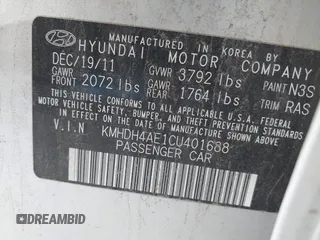 MANUFACTURED IN KOREA BY
HYUNDAI MOTOR COMPANY
DEC/19/11 GVWR 3792 lbs PAINT N3S
GAWR FRONT 2072 lbs GAWR REAR 1764 lbs TRIM RAS
THIS VEHICLE CONFORMS TO ALL APPLICABLE
U.S. FEDERAL MOTOR VEHICLE
SAFETY, BUMPER, AND THEFT
PREVENTION STANDARDS IN EFFECT ON THE
DATE OF MANUFACTURE SHOWN ABOVE.
V.I.N KMHDH4AE1CU401688
PASSENGER CAR
DREAMBID